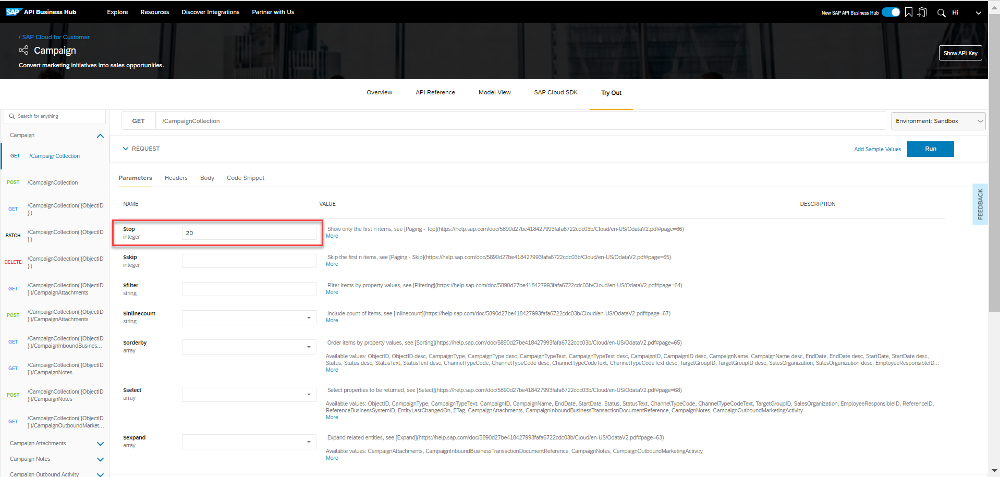 SAP API Business Hub Explore Resources Discover Integrations Partner with Us New SAP API Business Hub Hi
/ SAP Cloud for Customer
Campaign
Show API Key
Convert marketing initiatives into sales opportunities.
Overview API Reference Model View SAP Cloud SDK Try Out
Search for anything
Campaign
GET /CampaignCollection
POST /CampaignCollection
GET /CampaignCollection('{ObjectID
}')
PATCH /CampaignCollection('{ObjectID
}')
DELETE /CampaignCollection('{ObjectID
}')
GET /CampaignCollection('{ObjectID
}')/CampaignAttachments
POST /CampaignCollection('{ObjectID
}')/CampaignAttachments
GET /CampaignCollection('{ObjectID
}')/CampaignInboundBusines...
GET /CampaignCollection('{ObjectID
}')/CampaignNotes
POST /CampaignCollection('{ObjectID
}')/CampaignNotes
GET /CampaignCollection('{ObjectID
}')/CampaignOutboundMarket...
Campaign Attachments
Campaign Notes
Campaign Outbound Activity
GET /CampaignCollection Environment: Sandbox
REQUEST Add Sample Values Run
Parameters Headers Body Code Snippet
FEEDBACK
NAME VALUE DESCRIPTION
$top 20 Show only the first n items, see [Paging - Top](https://help.sap.com/doc/5890d27be418427993fafa6722cdc03b/Cloud/en-US/OdataV2.pdf#page=66)
integer More
$skip Skip the first n items, see [Paging - Skip](https://help.sap.com/doc/5890d27be418427993fafa6722cdc03b/Cloud/en-US/OdataV2.pdf#page=65)
integer More
$filter Filter items by property values, see [Filtering](https://help.sap.com/doc/5890d27be418427993fafa6722cdc03b/Cloud/en-US/OdataV2.pdf#page=64)
string More
$inlinecount Include count of items, see [Inlinecount](https://help.sap.com/doc/5890d27be418427993fafa6722cdc03b/Cloud/en-US/OdataV2.pdf#page=67)
string More
$orderby Order items by property values, see [Sorting](https://help.sap.com/doc/5890d27be418427993fafa6722cdc03b/Cloud/en-US/OdataV2.pdf#page=65)
array
Available values: ObjectID, ObjectID desc, CampaignType, CampaignType desc, CampaignTypeText, CampaignTypeText desc, CampaignID, CampaignID desc, CampaignName, CampaignName desc, EndDate, EndDate desc, StartDate, StartDate desc,
Status, Status desc, StatusText, StatusText desc, ChannelTypeCode, ChannelTypeCode desc, ChannelTypeCodeText, ChannelTypeCodeText desc, TargetGroupID, TargetGroupID desc, SalesOrganization, SalesOrganization desc, EmployeeResponsibleID...
More
$select Select properties to be returned, see [Select](https://help.sap.com/doc/5890d27be418427993fafa6722cdc03b/Cloud/en-US/OdataV2.pdf#page=68)
array
Available values: ObjectID, CampaignType, CampaignTypeText, CampaignID, CampaignName, EndDate, StartDate, Status, StatusText, ChannelTypeCode, ChannelTypeCodeText, TargetGroupID, SalesOrganization, EmployeeResponsibleID, ReferenceID,
ReferenceBusinessSystemID, EntityLastChangedOn, ETag, CampaignAttachments, CampaignInboundBusinessTransactionDocumentReference, CampaignNotes, CampaignOutboundMarketingActivity
More
$expand Expand related entities, see [Expand](https://help.sap.com/doc/5890d27be418427993fafa6722cdc03b/Cloud/en-US/OdataV2.pdf#page=63)
array
Available values: CampaignAttachments, CampaignInboundBusinessTransactionDocumentReference, CampaignNotes, CampaignOutboundMarketingActivity
More